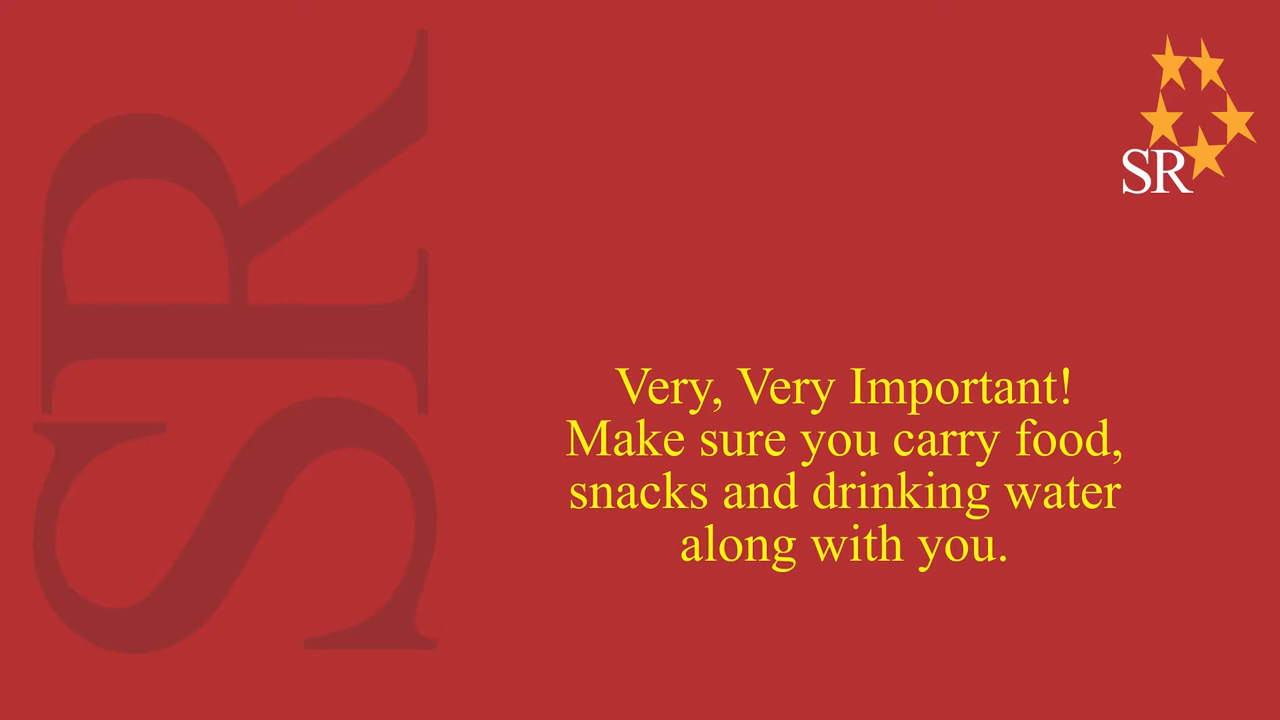 SR
SR
Very, Very Important!
Make sure you carry food,
snacks and drinking water
along with you.